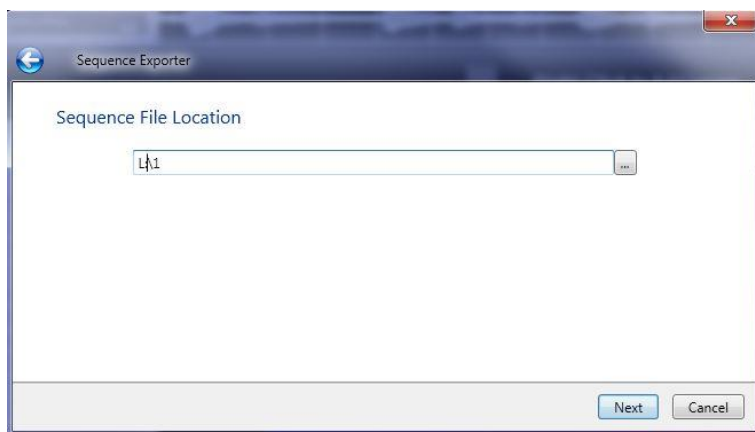 Sequence Exporter
Sequence File Location
L:\1
...
Next
Cancel